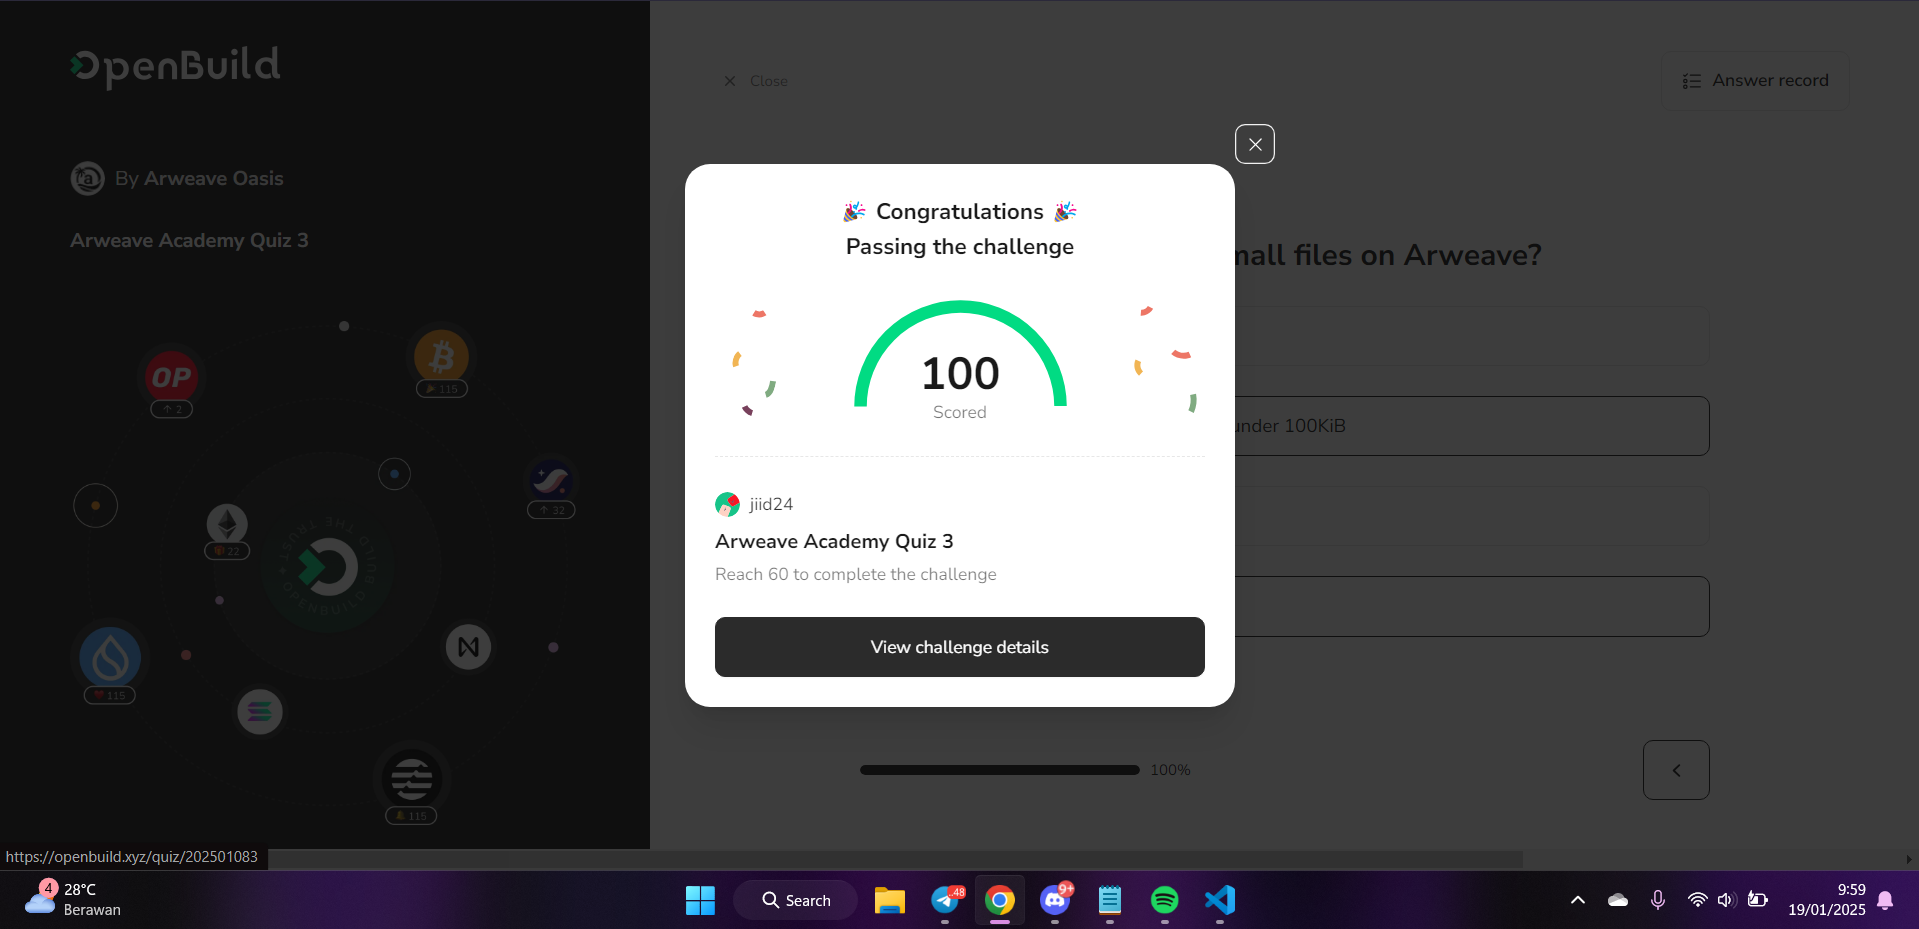 OpenBuild
By Arweave Oasis
Arweave Academy Quiz 3
OP
2
115
32
22
115
115
https://openbuild.xyz/quiz/202501083
Close
Answer record
mall files on Arweave?
under 100KiB
100%
Congratulations
Passing the challenge
100
Scored
jiid24
Arweave Academy Quiz 3
Reach 60 to complete the challenge
View challenge details
4
28°C
Berawan
Search
48
9+
9:59
19/01/2025